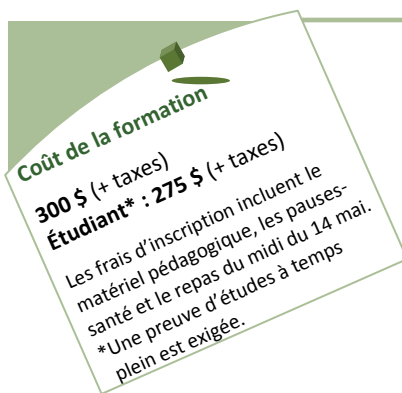 Coût de la formation
300 $ (+ taxes)
Étudiant* : 275 $ (+ taxes)
Les frais d’inscription incluent le
matériel pédagogique, les pauses-
santé et le repas du midi du 14 mai.
*Une preuve d’études à temps
plein est exigée.